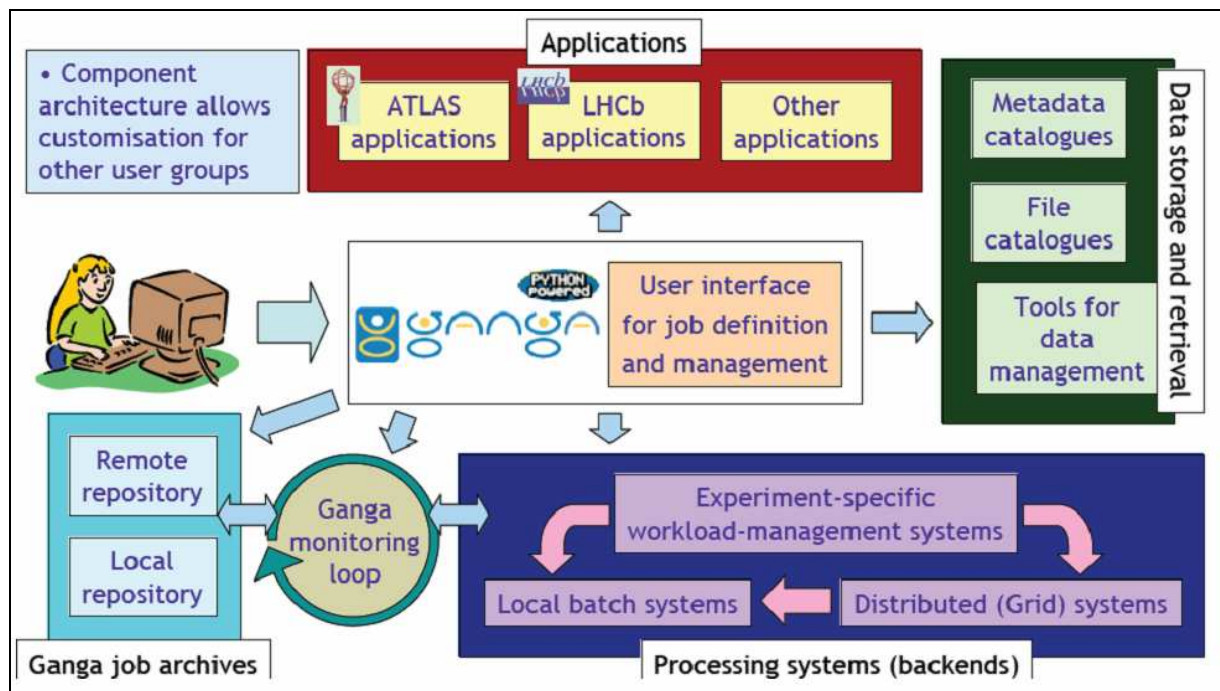 • Component
architecture allows
customisation for
other user groups
Applications
ATLAS
applications
LHCb
LHCb
applications
Other
applications
Metadata
catalogues
File
catalogues
Tools for
data
management
Data storage and retrieval
PYTHON
Powered
ganga
User interface
for job definition
and management
Remote
repository
Local
repository
Ganga job archives
Ganga
monitoring
loop
Experiment-specific
workload-management systems
Local batch systems
Distributed (Grid) systems
Processing systems (backends)